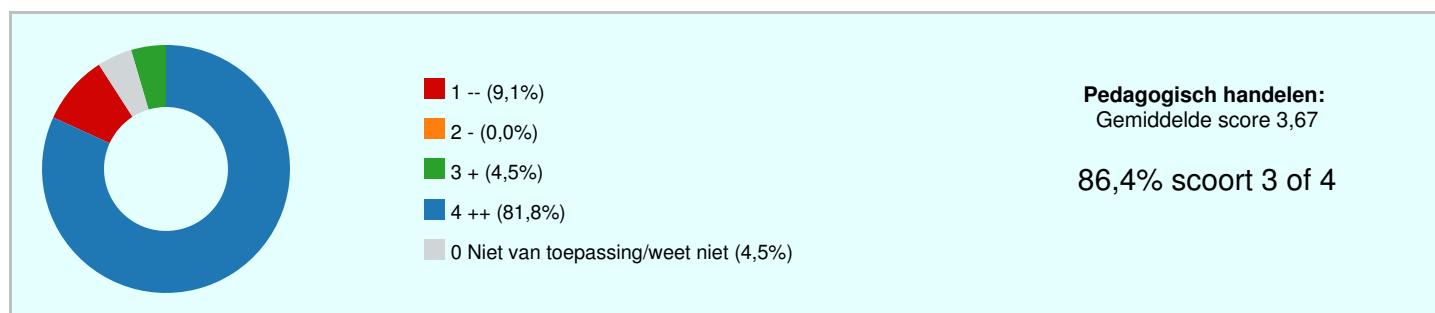 1 -- (9,1%)
2 - (0,0%)
3 + (4,5%)
4 ++ (81,8%)
0 Niet van toepassing/weet niet (4,5%)
Pedagogisch handelen:
Gemiddelde score 3,67
86,4% scoort 3 of 4